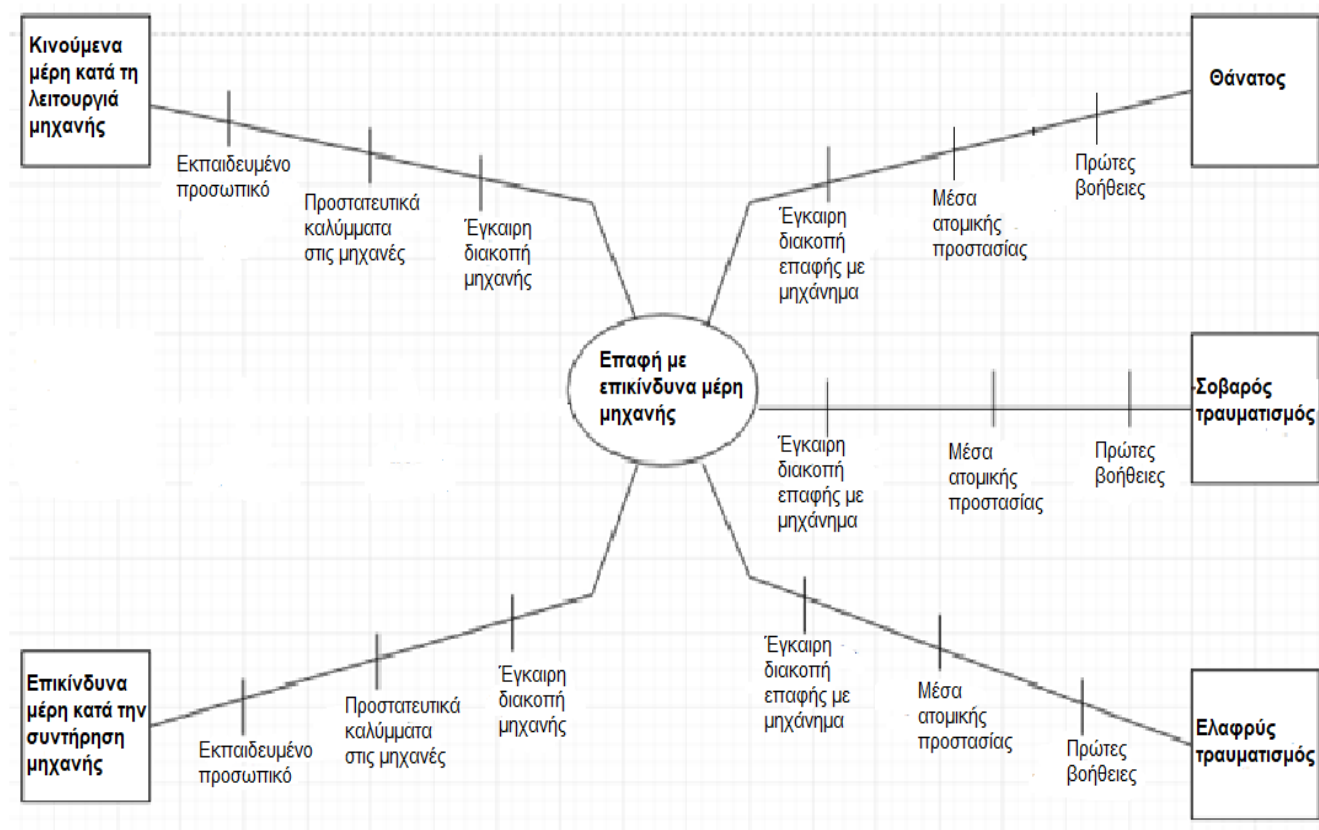 Κινούμενα
μέρη κατά τη
λειτουργιά
μηχανής
Εκπαιδευμένο
προσωπικό
Προστατευτικά
καλύμματα
στις μηχανές
Έγκαιρη
διακοπή
μηχανής
Έγκαιρη
διακοπή
επαφής με
μηχάνημα
Μέσα
ατομικής
προστασίας
Πρώτες
βοήθειες
Θάνατος
Επαφή με
επικίνδυνα μέρη
μηχανής
Έγκαιρη
διακοπή
επαφής με
μηχάνημα
Μέσα
ατομικής
προστασίας
Πρώτες
βοήθειες
Σοβαρός
τραυματισμός
Επικίνδυνα
μέρη κατά την
συντήρηση
μηχανής
Εκπαιδευμένο
προσωπικό
Προστατευτικά
καλύμματα
στις μηχανές
Έγκαιρη
διακοπή
μηχανής
Έγκαιρη
διακοπή
επαφής με
μηχάνημα
Μέσα
ατομικής
προστασίας
Πρώτες
βοήθειες
Ελαφρύς
τραυματισμός